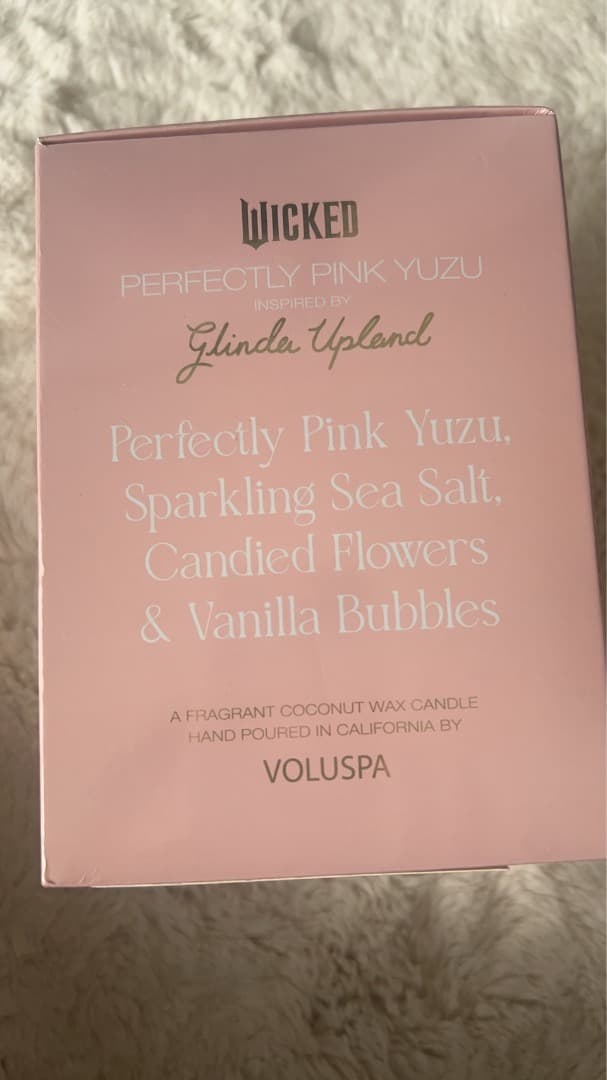 WICKED
PERFECTLY PINK YUZU
INSPIRED BY
Glinda Upland
Perfectly Pink Yuzu,
Sparkling Sea Salt,
Candied Flowers
& Vanilla Bubbles
A FRAGRANT COCONUT WAX CANDLE
HAND POURED IN CALIFORNIA BY
VOLUSPA